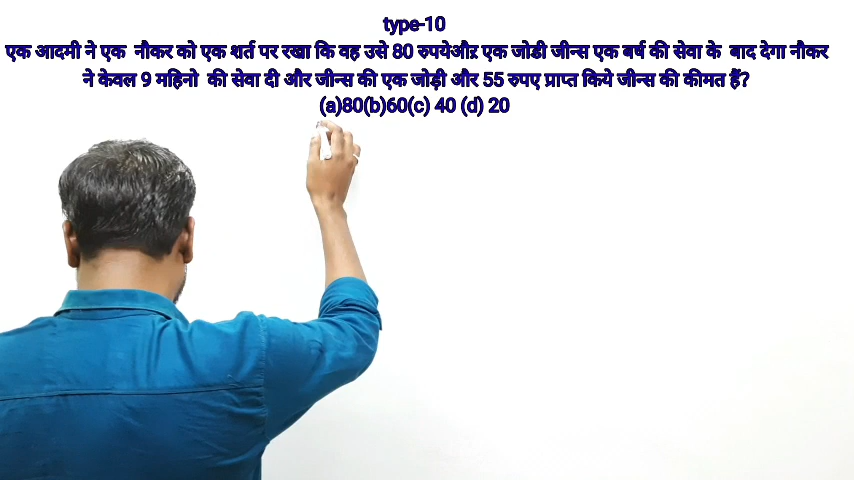 type-10
एक आदमी ने एक नौकर को एक शर्त पर रखा कि वह उसे 80 रुपयेऔऱ एक जोडी जीन्स एक बर्ष की सेवा के बाद देगा नौकर
ने केवल 9 महिनो की सेवा दी और जीन्स की एक जोड़ी और 55 रुपए प्राप्त किये जीन्स की कीमत हैं?
(a)80(b)60(c) 40 (d) 20